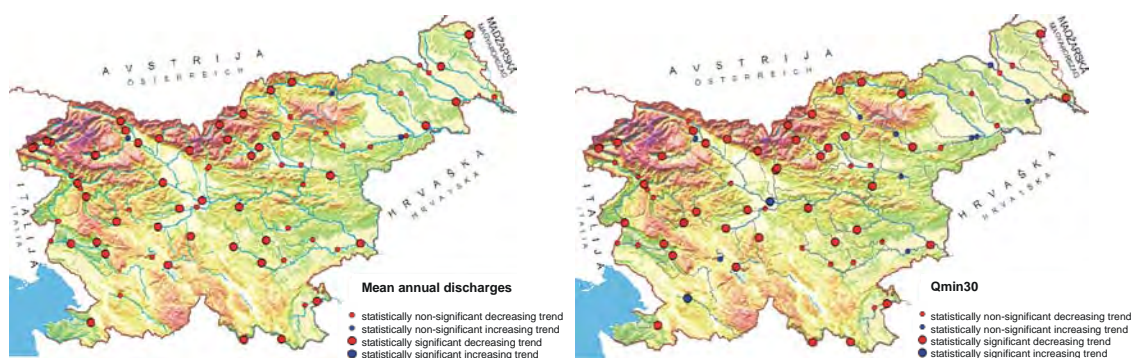 AVSTRIJA
ÖSTERREICH
MADŽARSKA
MAGYARORSZÁG
ITALIJA
ITALIA
HRVAŠKA
HRVATSKA
Mean annual discharges
statistically non-significant decreasing trend
statistically non-significant increasing trend
statistically significant decreasing trend
statistically significant increasing trend
AVSTRIJA
ÖSTERREICH
MADŽARSKA
MAGYARORSZÁG
ITALIJA
ITALIA
HRVAŠKA
HRVATSKA
Qmin30
statistically non-significant decreasing trend
statistically non-significant increasing trend
statistically significant decreasing trend
statistically significant increasing trend